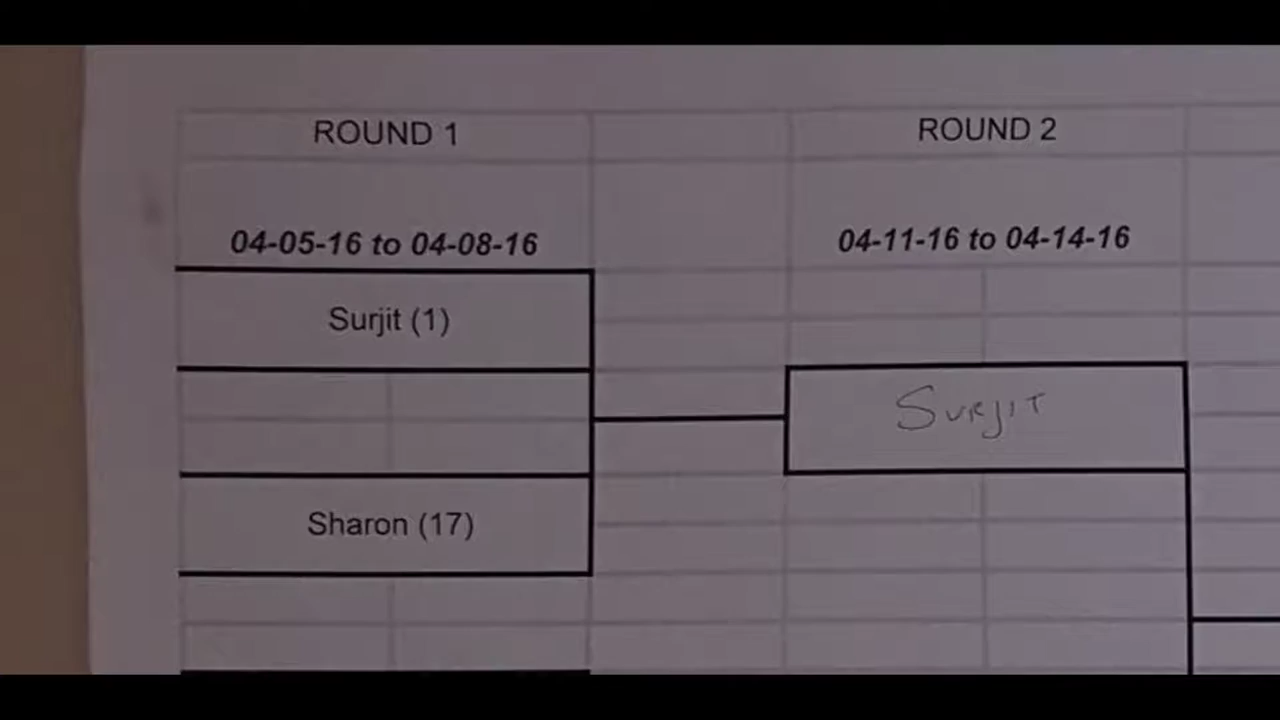 ROUND 1
ROUND 2
04-05-16 to 04-08-16
04-11-16 to 04-14-16
Surjit (1)
Surjit
Sharon (17)